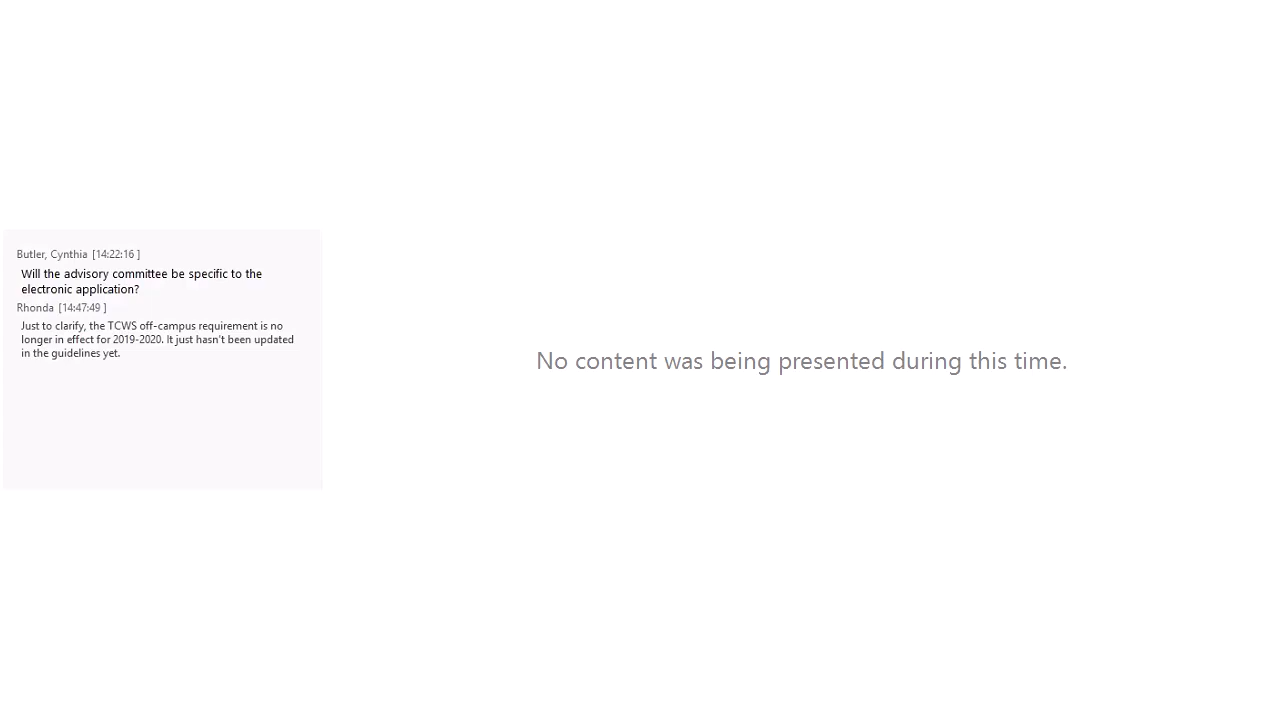 Butler, Cynthia [14:22:16 ]
Will the advisory committee be specific to the
electronic application?
Rhonda [14:47:49 ]
Just to clarify, the TCWS off-campus requirement is no
longer in effect for 2019-2020. It just hasn't been updated
in the guidelines yet.
No content was being presented during this time.